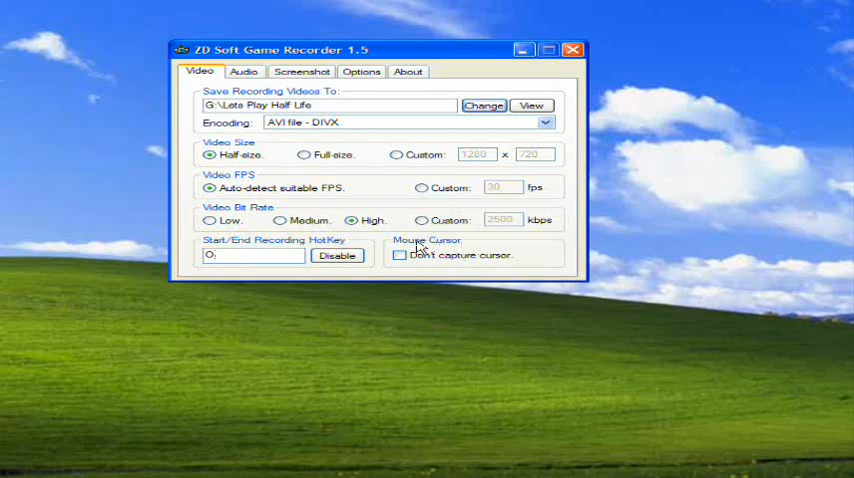 ZD Soft Game Recorder 1.5
Video Audio Screenshot Options About
Save Recording Videos To:
G:\Lets Play Half Life Change View
Encoding: AVI file - DIVX
Video Size
Half-size. Full-size. Custom: 1280 x 720
Video FPS
Auto-detect suitable FPS. Custom: 30 fps
Video Bit Rate
Low. Medium. High. Custom: 2500 kbps
Start/End Recording HotKey Mouse Cursor
O; Disable Don't capture cursor.